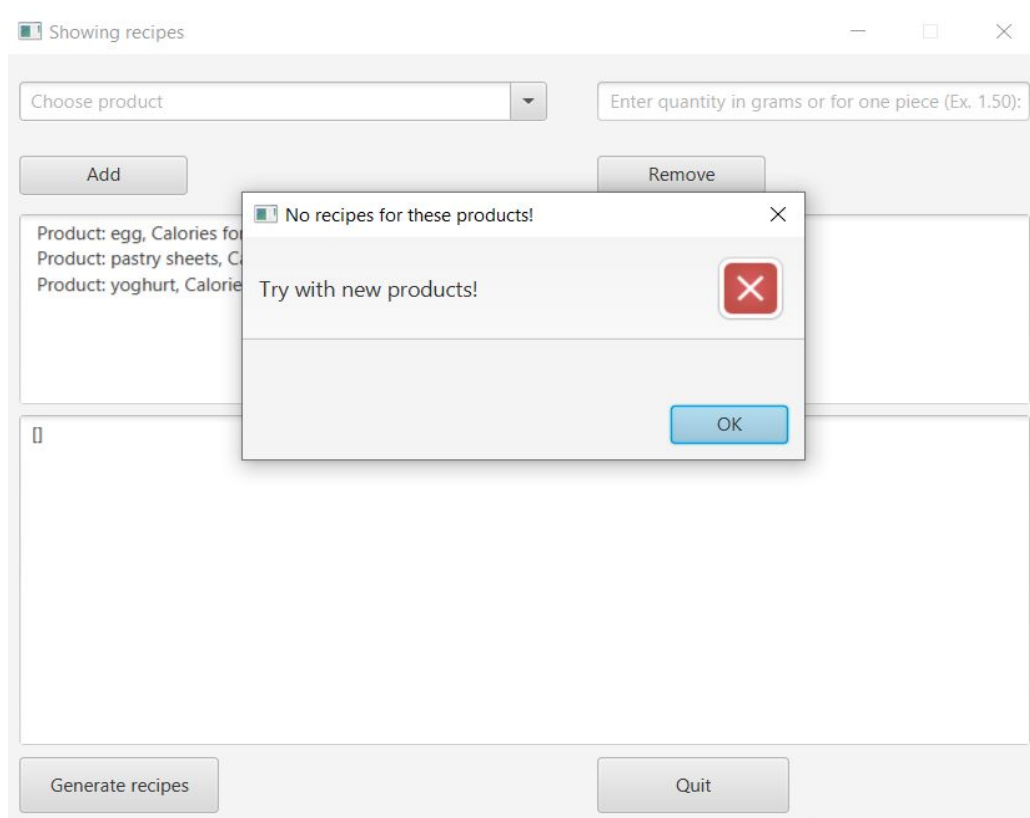 Showing recipes
Choose product
Enter quantity in grams or for one piece (Ex. 1.50):
Add
Remove
No recipes for these products!
Try with new products!
OK
Product: egg, Calories for
Product: pastry sheets,
Product: yoghurt, Calorie
[]
Generate recipes
Quit